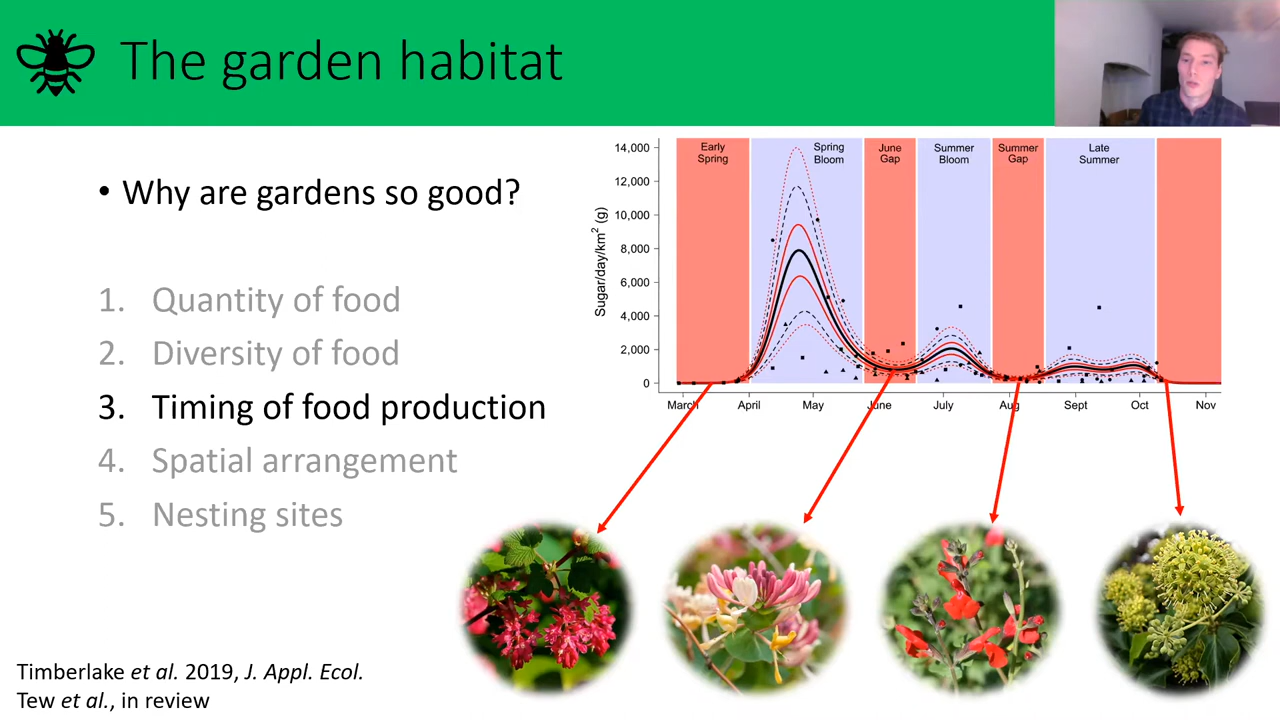 The garden habitat
• Why are gardens so good?
1. Quantity of food
2. Diversity of food
3. Timing of food production
4. Spatial arrangement
5. Nesting sites
Early
Spring
Spring
Bloom
June
Gap
Summer
Bloom
Summer
Gap
Late
Summer
Sugar/day/km² (g)
14,000
12,000
10,000
8,000
6,000
4,000
2,000
0
March April May June July Aug Sept Oct Nov
Timberlake et al. 2019, J. Appl. Ecol.
Tew et al., in review